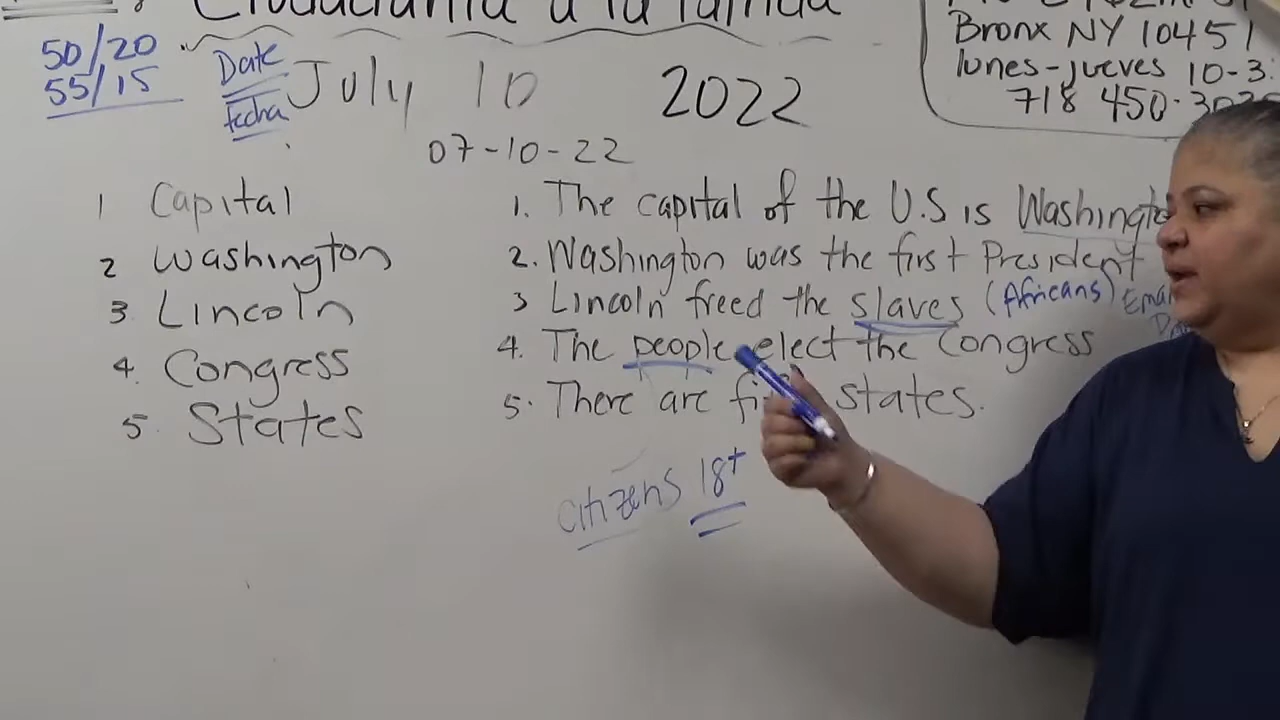 Ciudadanía a la
50/20
55/15
Date
Fecha
July 10 2022
07-10-22
Bronx NY 10451
lunes-jueves 10-3:
718 450-
1 Capital
2 Washington
3 Lincoln
4. Congress
5 States
1. The capital of the U.S is Washingto
2. Washington was the first President
3 Lincoln freed the slaves (Africans)
4. The people elect the Congress
5. There are states.
citizens 18+